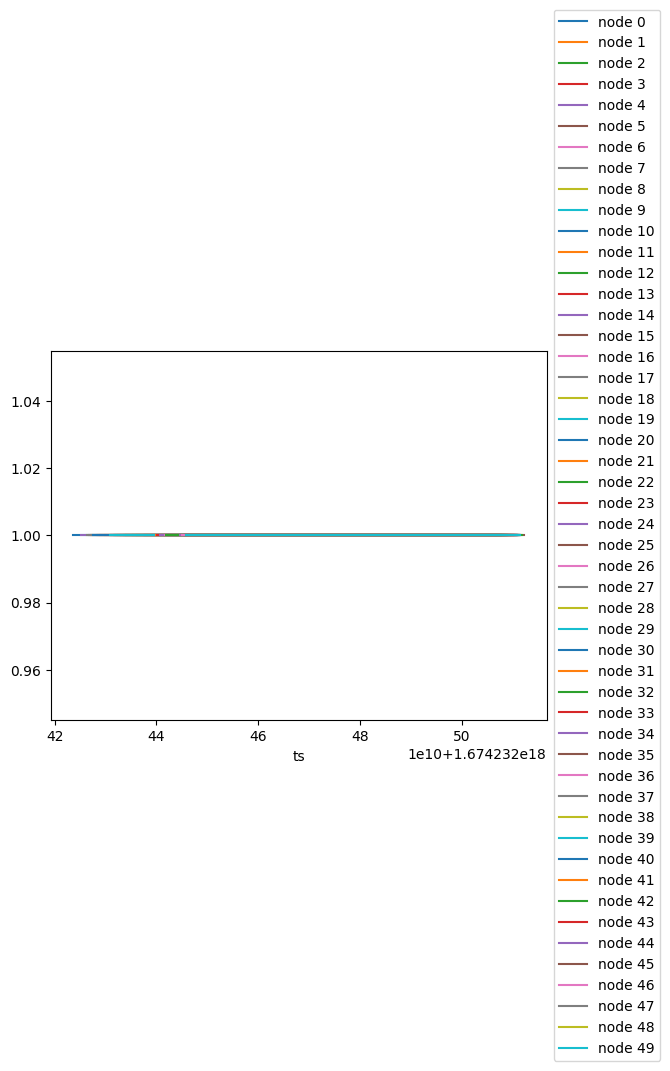 1.04
1.02
1.00
0.98
0.96
42
44
46
48
50
ts
1e10+1.674232e18
node 0
node 1
node 2
node 3
node 4
node 5
node 6
node 7
node 8
node 9
node 10
node 11
node 12
node 13
node 14
node 15
node 16
node 17
node 18
node 19
node 20
node 21
node 22
node 23
node 24
node 25
node 26
node 27
node 28
node 29
node 30
node 31
node 32
node 33
node 34
node 35
node 36
node 37
node 38
node 39
node 40
node 41
node 42
node 43
node 44
node 45
node 46
node 47
node 48
node 49